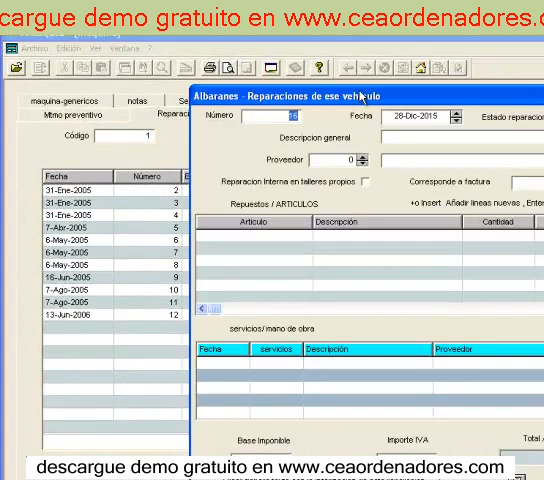 cargue demo gratuito en www.ceaordenadores.c
Archivo Edición Ver Ventana ?
maquina-genericos notas Se
Mtmo preventivo Reparac
Código 1
Fecha Número E
31-Ene-2005 2
31-Ene-2005 3
31-Ene-2005 4
7-Abr-2005 5
6-May-2005 6
6-May-2005 7
6-May-2005 8
16-Jun-2005 9
7-Ago-2005 10
7-Ago-2005 11
13-Jun-2006 12
Albaranes - Reparaciones de ese vehiculo
Número 16 Fecha 28-Dic-2015 Estado reparacion
Descripcion general
Proveedor 0
Reparacion Interna en talleres propios Corresponde a factura
Repuestos / ARTICULOS +o Insert Añadir lineas nuevas , Enter
Articulo Descripción Cantidad
servicios/ mano de obra
Fecha servicios Descripción Proveedor
Base Imponible Importe IVA Total A
descargue demo gratuito en www.ceaordenadores.com